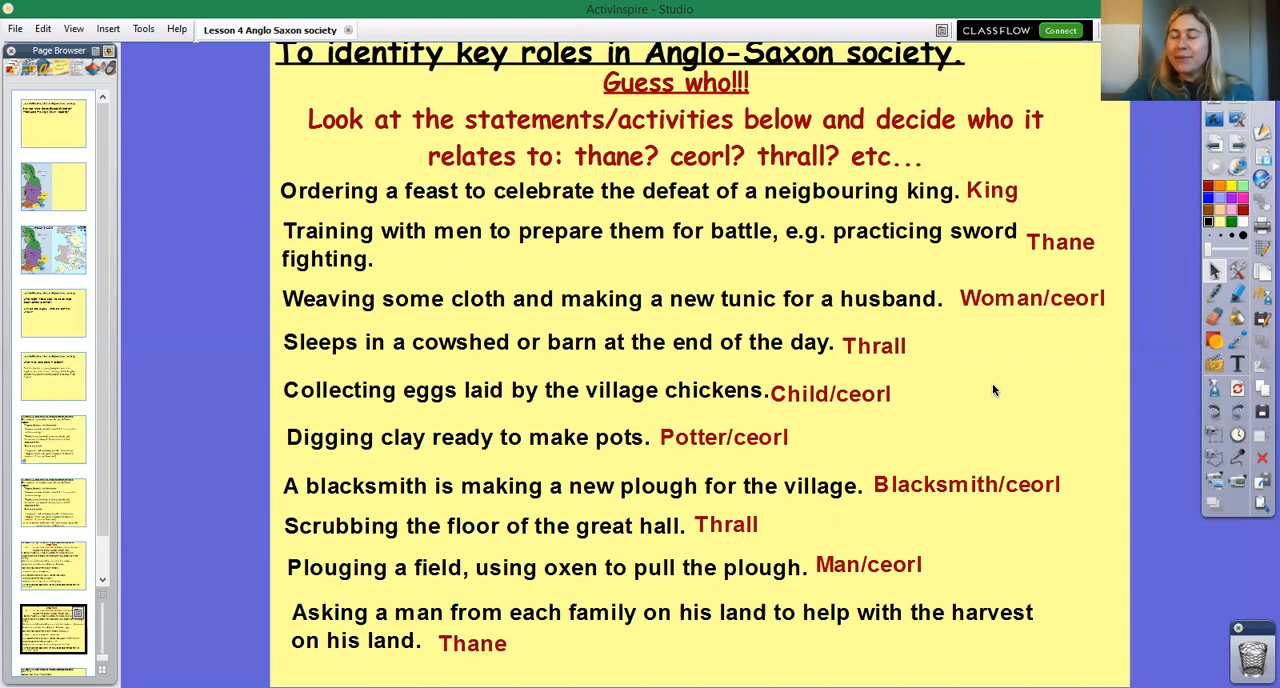 ActivInspire - Studio
File Edit View Insert Tools Help Lesson 4 Anglo Saxon society CLASSFLOW Connect
Page Browser
To identify key roles in Anglo-Saxon society.
Guess who!!!
Look at the statements/activities below and decide who it
relates to: thane? ceorl? thrall? etc...
Ordering a feast to celebrate the defeat of a neigbouring king. King
Training with men to prepare them for battle, e.g. practicing sword
fighting. Thane
Weaving some cloth and making a new tunic for a husband. Woman/ceorl
Sleeps in a cowshed or barn at the end of the day. Thrall
Collecting eggs laid by the village chickens. Child/ceorl
Digging clay ready to make pots. Potter/ceorl
A blacksmith is making a new plough for the village. Blacksmith/ceorl
Scrubbing the floor of the great hall. Thrall
Plouging a field, using oxen to pull the plough. Man/ceorl
Asking a man from each family on his laid to help with the harvest
on his land. Thane